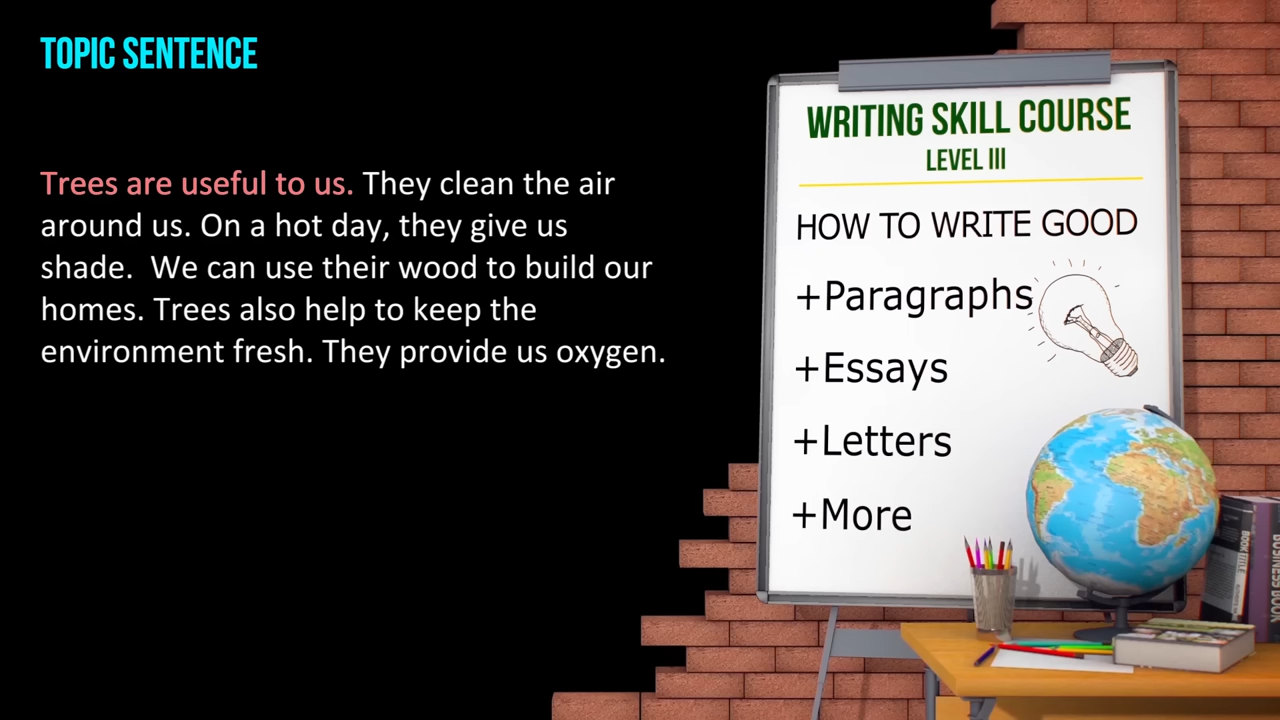 TOPIC SENTENCE
Trees are useful to us. They clean the air
around us. On a hot day, they give us
shade.  We can use their wood to build our
homes. Trees also help to keep the
environment fresh. They provide us oxygen.
WRITING SKILL COURSE
LEVEL III
HOW TO WRITE GOOD
+Paragraphs
+Essays
+Letters
+More